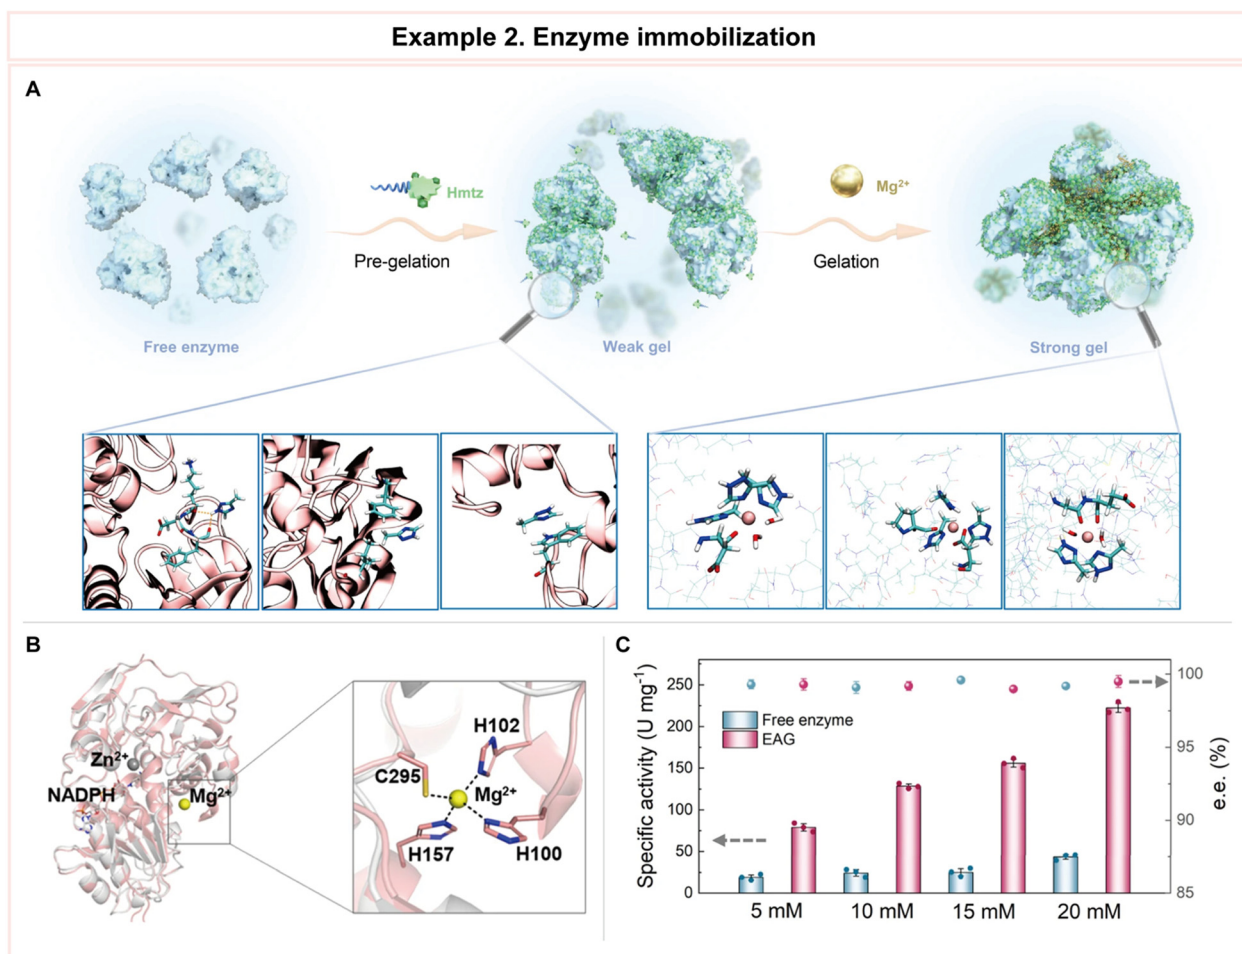 Example 2. Enzyme immobilization
A
Hmtz
Mg²⁺
Pre-gelation
Gelation
Free enzyme
Weak gel
Strong gel
B
Zn²⁺
NADPH
Mg²⁺
H102
C295
Mg²⁺
H157
H100
C
Specific activity (U mg⁻¹)
250
200
150
100
50
0
Free enzyme
EAG
100
95
90
85
e.e. (%)
5 mM
10 mM
15 mM
20 mM